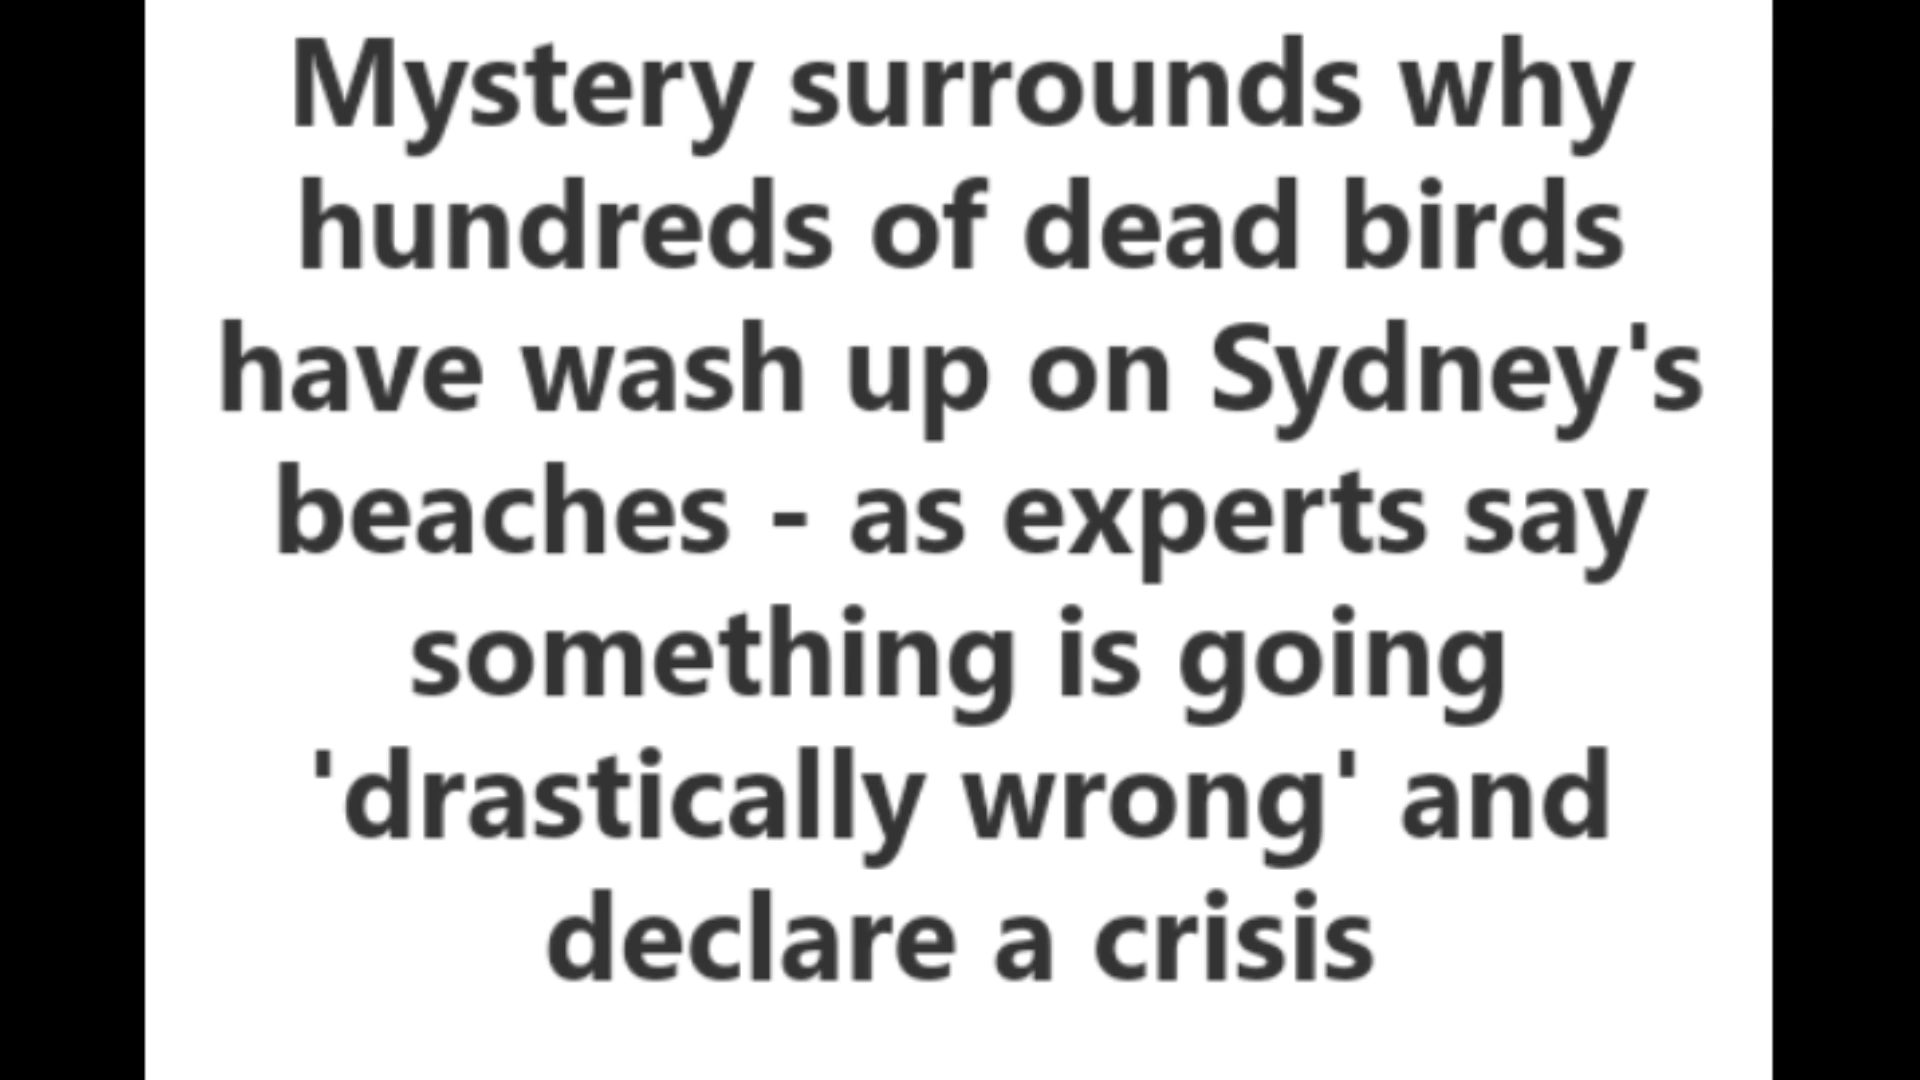 Mystery surrounds why
hundreds of dead birds
have wash up on Sydney's
beaches - as experts say
something is going
'drastically wrong' and
declare a crisis